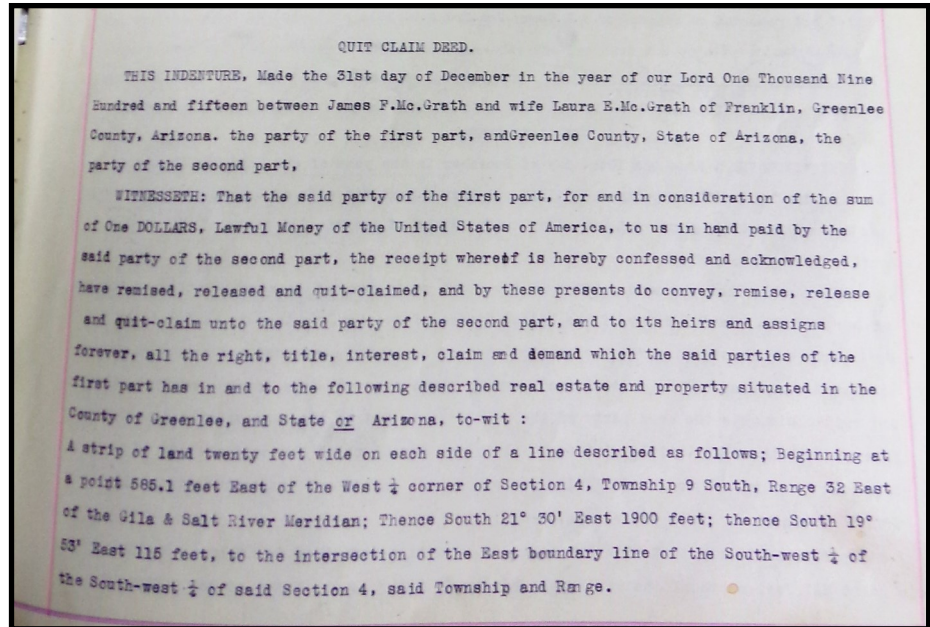 QUIT CLAIM DEED.
THIS INDENTURE, Made the 31st day of December in the year of our Lord One Thousand Nine
Hundred and fifteen between James F.Mc.Grath and wife Laura E.Mc.Grath of Franklin, Greenlee
County, Arizona. the party of the first part, andGreenlee County, State of Arizona, the
party of the second part,
WITNESSETH: That the said party of the first part, for and in consideration of the sum
of One DOLLARS, Lawful Money of the United States of America, to us in hand paid by the
said party of the second part, the receipt whereof is hereby confessed and acknowledged,
have remised, released and quit-claimed, and by these presents do convey, remise, release
and quit-claim unto the said party of the second part, and to its heirs and assigns
forever, all the right, title, interest, claim and demand which the said parties of the
first part has in and to the following described real estate and property situated in the
County of Greenlee, and State or Arizona, to-wit :
A strip of land twenty feet wide on each side of a line described as follows; Beginning at
a point 585.1 feet East of the West ¼ corner of Section 4, Township 9 South, Range 32 East
of the Gila & Salt River Meridian; Thence South 21° 30' East 1900 feet; thence South 19°
53' East 115 feet, to the intersection of the East boundary line of the South-west ¼ of
the South-west ¼ of said Section 4, said Township and Range.